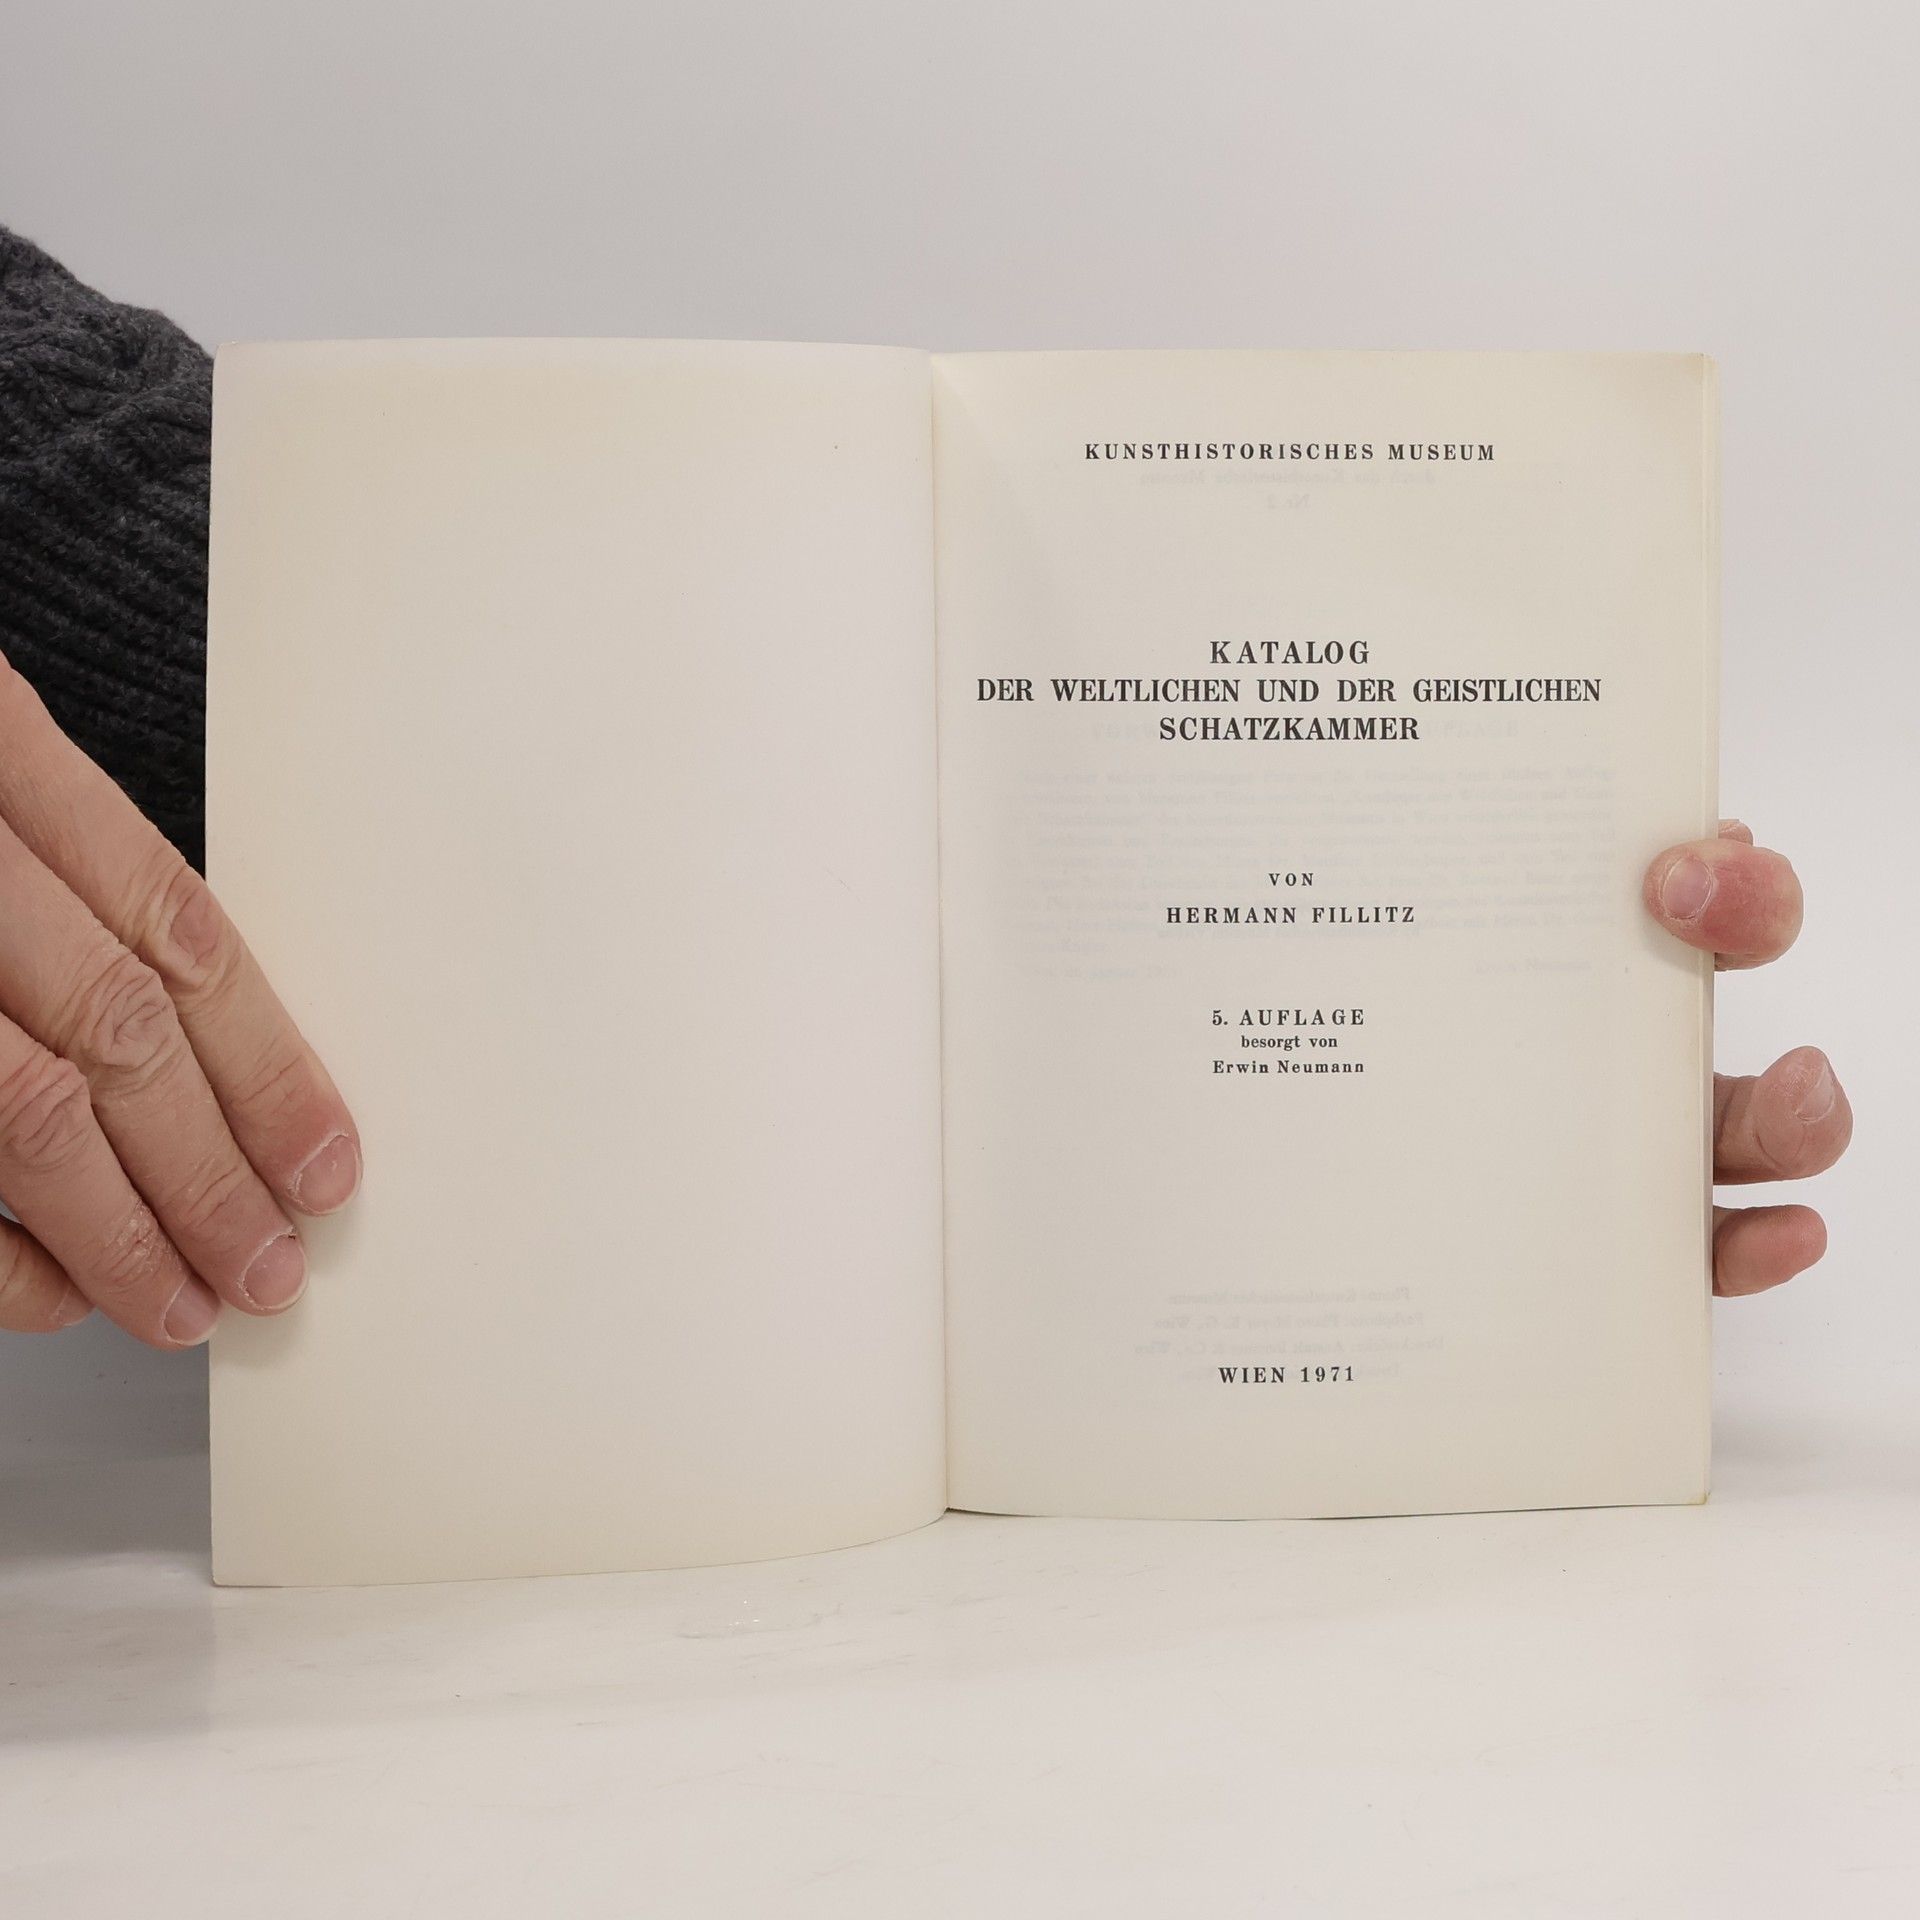 KUNSTHISTORISCHES MUSEUM
KATALOG
DER WELTLICHEN UND DER GEISTLICHEN
SCHATZKAMMER
VON
HERMANN FILLITZ
5. AUFLAGE
besorgt von
Erwin Neumann
WIEN 1971